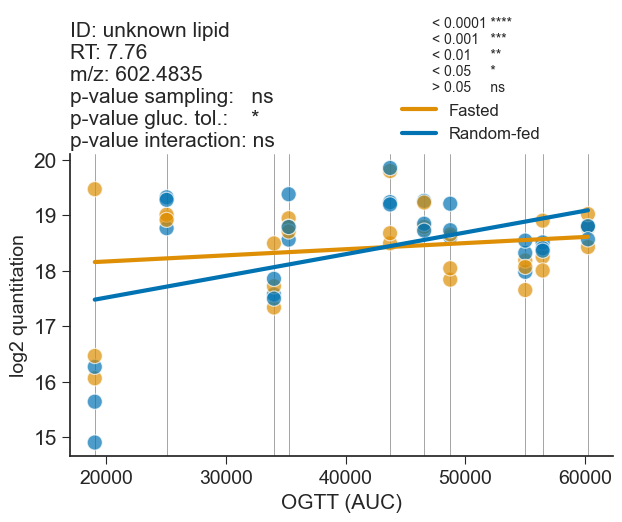 ID: unknown lipid
RT: 7.76
m/z: 602.4835
p-value sampling: ns
p-value gluc. tol.: *
p-value interaction: ns
< 0.0001 ****
< 0.001 ***
< 0.01 **
< 0.05 *
> 0.05 ns
Fasted
Random-fed
log2 quantitation
20
19
18
17
16
15
20000 30000 40000 50000 60000
OGTT (AUC)